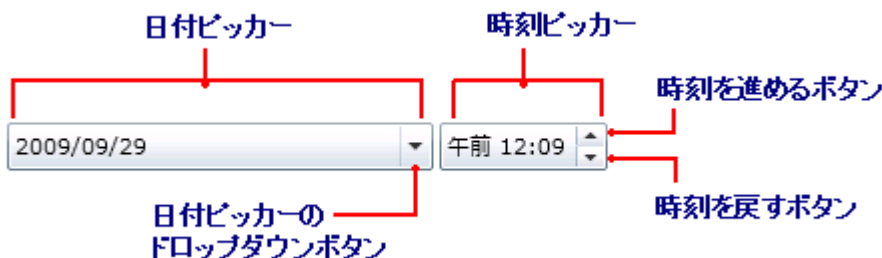 日付ピッカー
時刻ピッカー
時刻を進めるボタン
2009/09/29
午前 12:09
時刻を戻すボタン
日付ピッカーの
ドロップダウンボタン